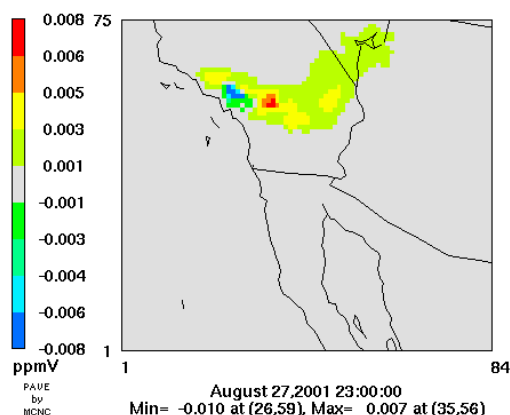 0.008
0.006
0.005
0.003
0.001
-0.001
-0.003
-0.004
-0.006
-0.008
ppmV
PAVE
by
MCNC
75
1
1 84
August 27,2001 23:00:00
Min= -0.010 at (26,59), Max= 0.007 at (35,56)